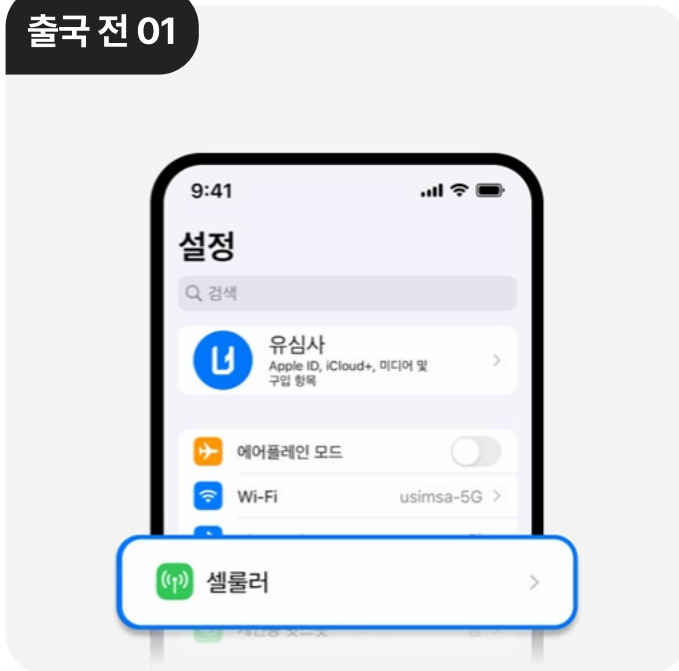 출국 전 01
9:41
설정
검색
유심사
Apple ID, iCloud+, 미디어 및
구입 항목
에어플레인 모드
Wi-Fi
usimsa-5G
셀룰러